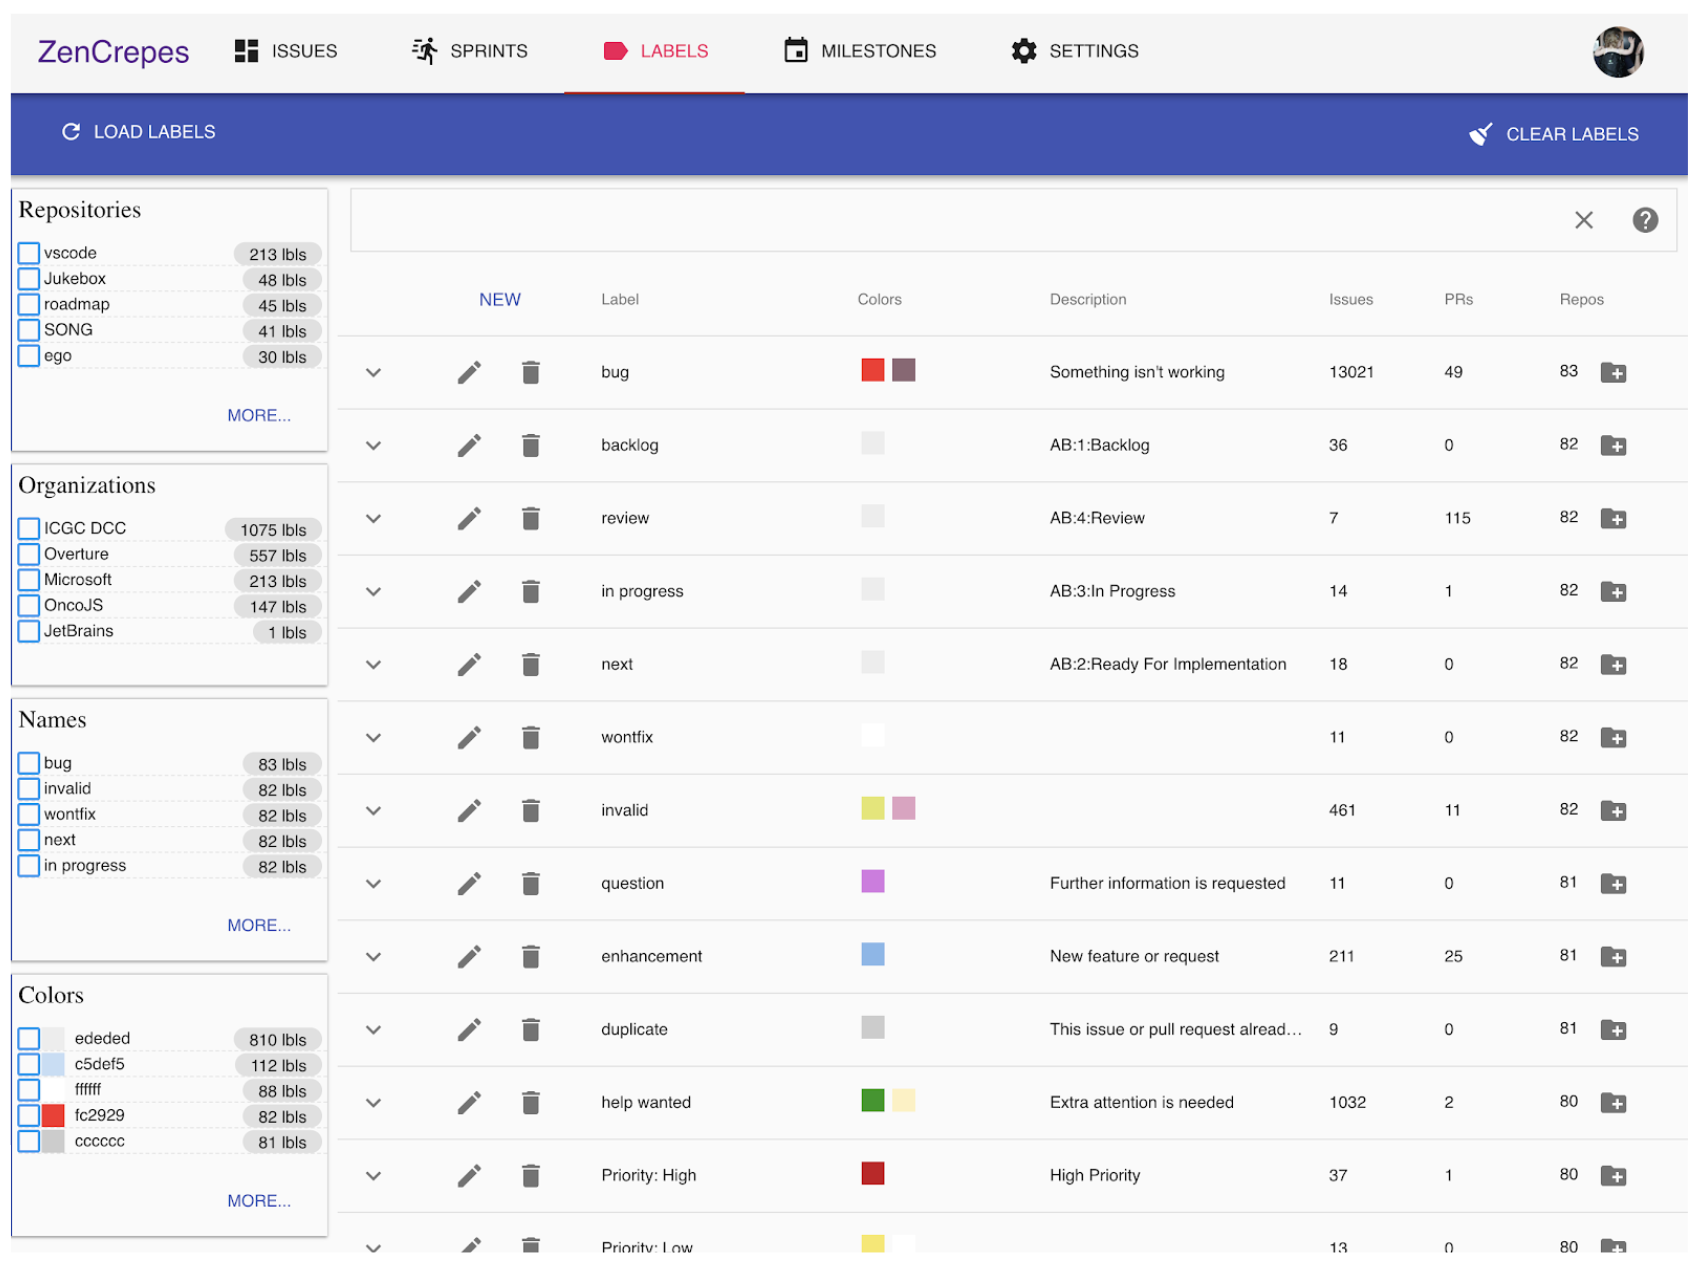 ZenCrepes ISSUES SPRINTS LABELS MILESTONES SETTINGS
LOAD LABELS CLEAR LABELS
Repositories
vscode 213 lbls
Jukebox 48 lbls
roadmap 45 lbls
SONG 41 lbls
ego 30 lbls
MORE...
Organizations
ICGC DCC 1075 lbls
Overture 557 lbls
Microsoft 213 lbls
OncoJS 147 lbls
JetBrains 1 lbls
Names
bug 83 lbls
invalid 82 lbls
wontfix 82 lbls
next 82 lbls
in progress 82 lbls
MORE...
Colors
ededed 810 lbls
c5def5 112 lbls
ffffff 88 lbls
fc2929 82 lbls
cccccc 81 lbls
MORE...
NEW Label Colors Description Issues PRs Repos
bug Something isn't working 13021 49 83
backlog AB:1:Backlog 36 0 82
review AB:4:Review 7 115 82
in progress AB:3:In Progress 14 1 82
next AB:2:Ready For Implementation 18 0 82
wontfix 11 0 82
invalid 461 11 82
question Further information is requested 11 0 81
enhancement New feature or request 211 25 81
duplicate This issue or pull request alread... 9 0 81
help wanted Extra attention is needed 1032 2 80
Priority: High High Priority 37 1 80
Priority: Low 13 0 80